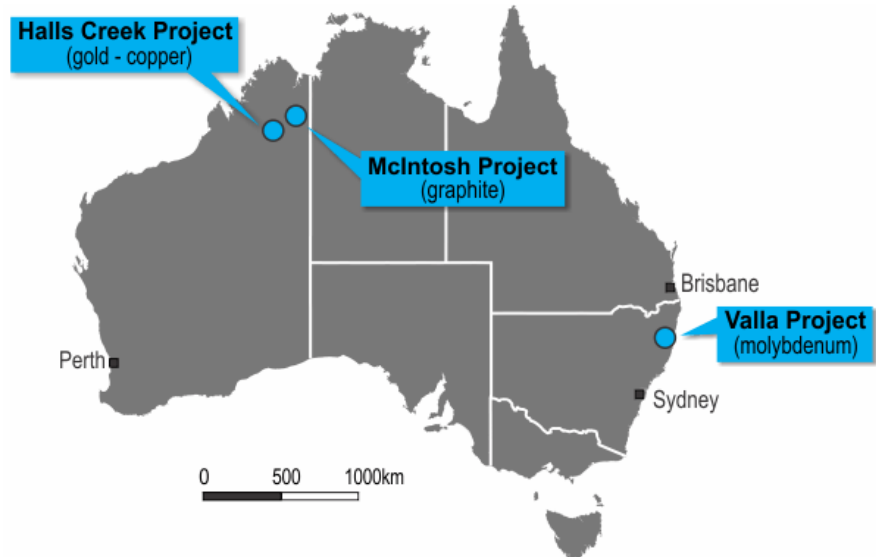 Halls Creek Project
(gold - copper)
McIntosh Project
(graphite)
Brisbane
Valla Project
(molybdenum)
Perth
Sydney
0 500 1000km